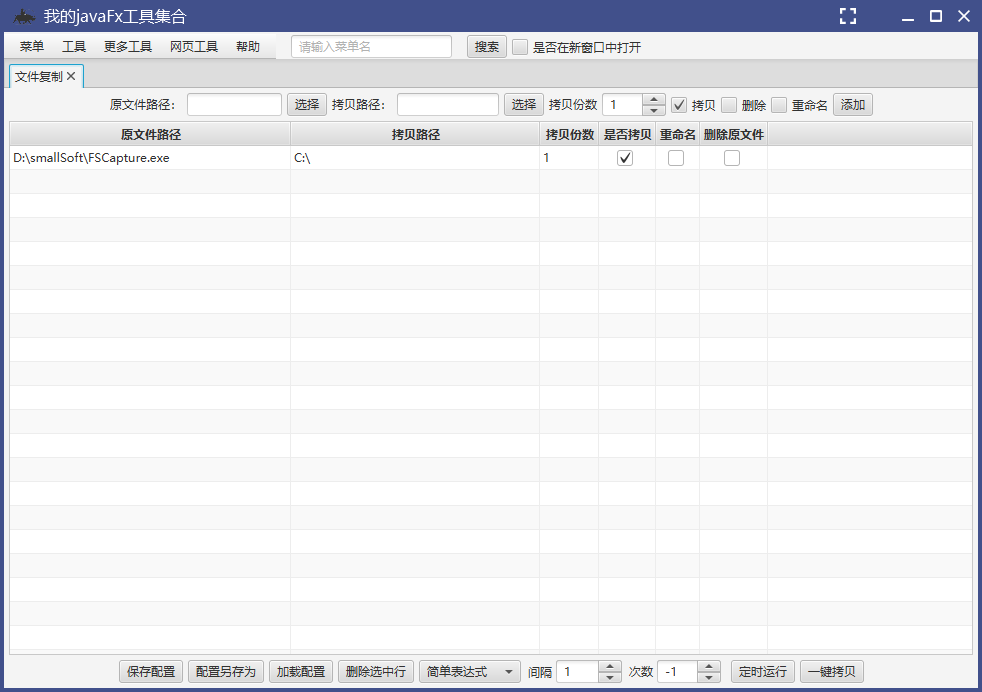 我的javaFx工具集合
菜单 工具 更多工具 网页工具 帮助 请输入菜单名 搜索 是否在新窗口中打开
文件复制
原文件路径： 选择 拷贝路径： 选择 拷贝份数 1 拷贝 删除 重命名 添加
原文件路径 拷贝路径 拷贝份数 是否拷贝 重命名 删除原文件
D:\smallSoft\FSCapture.exe C:\ 1
保存配置 配置另存为 加载配置 删除选中行 简单表达式 间隔 1 次数 -1 定时运行 一键拷贝